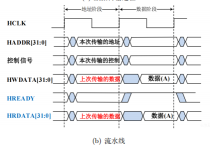 地址阶段 数据阶段
HCLK
HADDR[31:0] 本次传输的地址
控制信号 本次传输的控制
HWDATA[31:0] 上次传输的数据 数据(A)
HREADY
HRDATA[31:0] 上次传输的数据 数据(A)
(b) 流水线